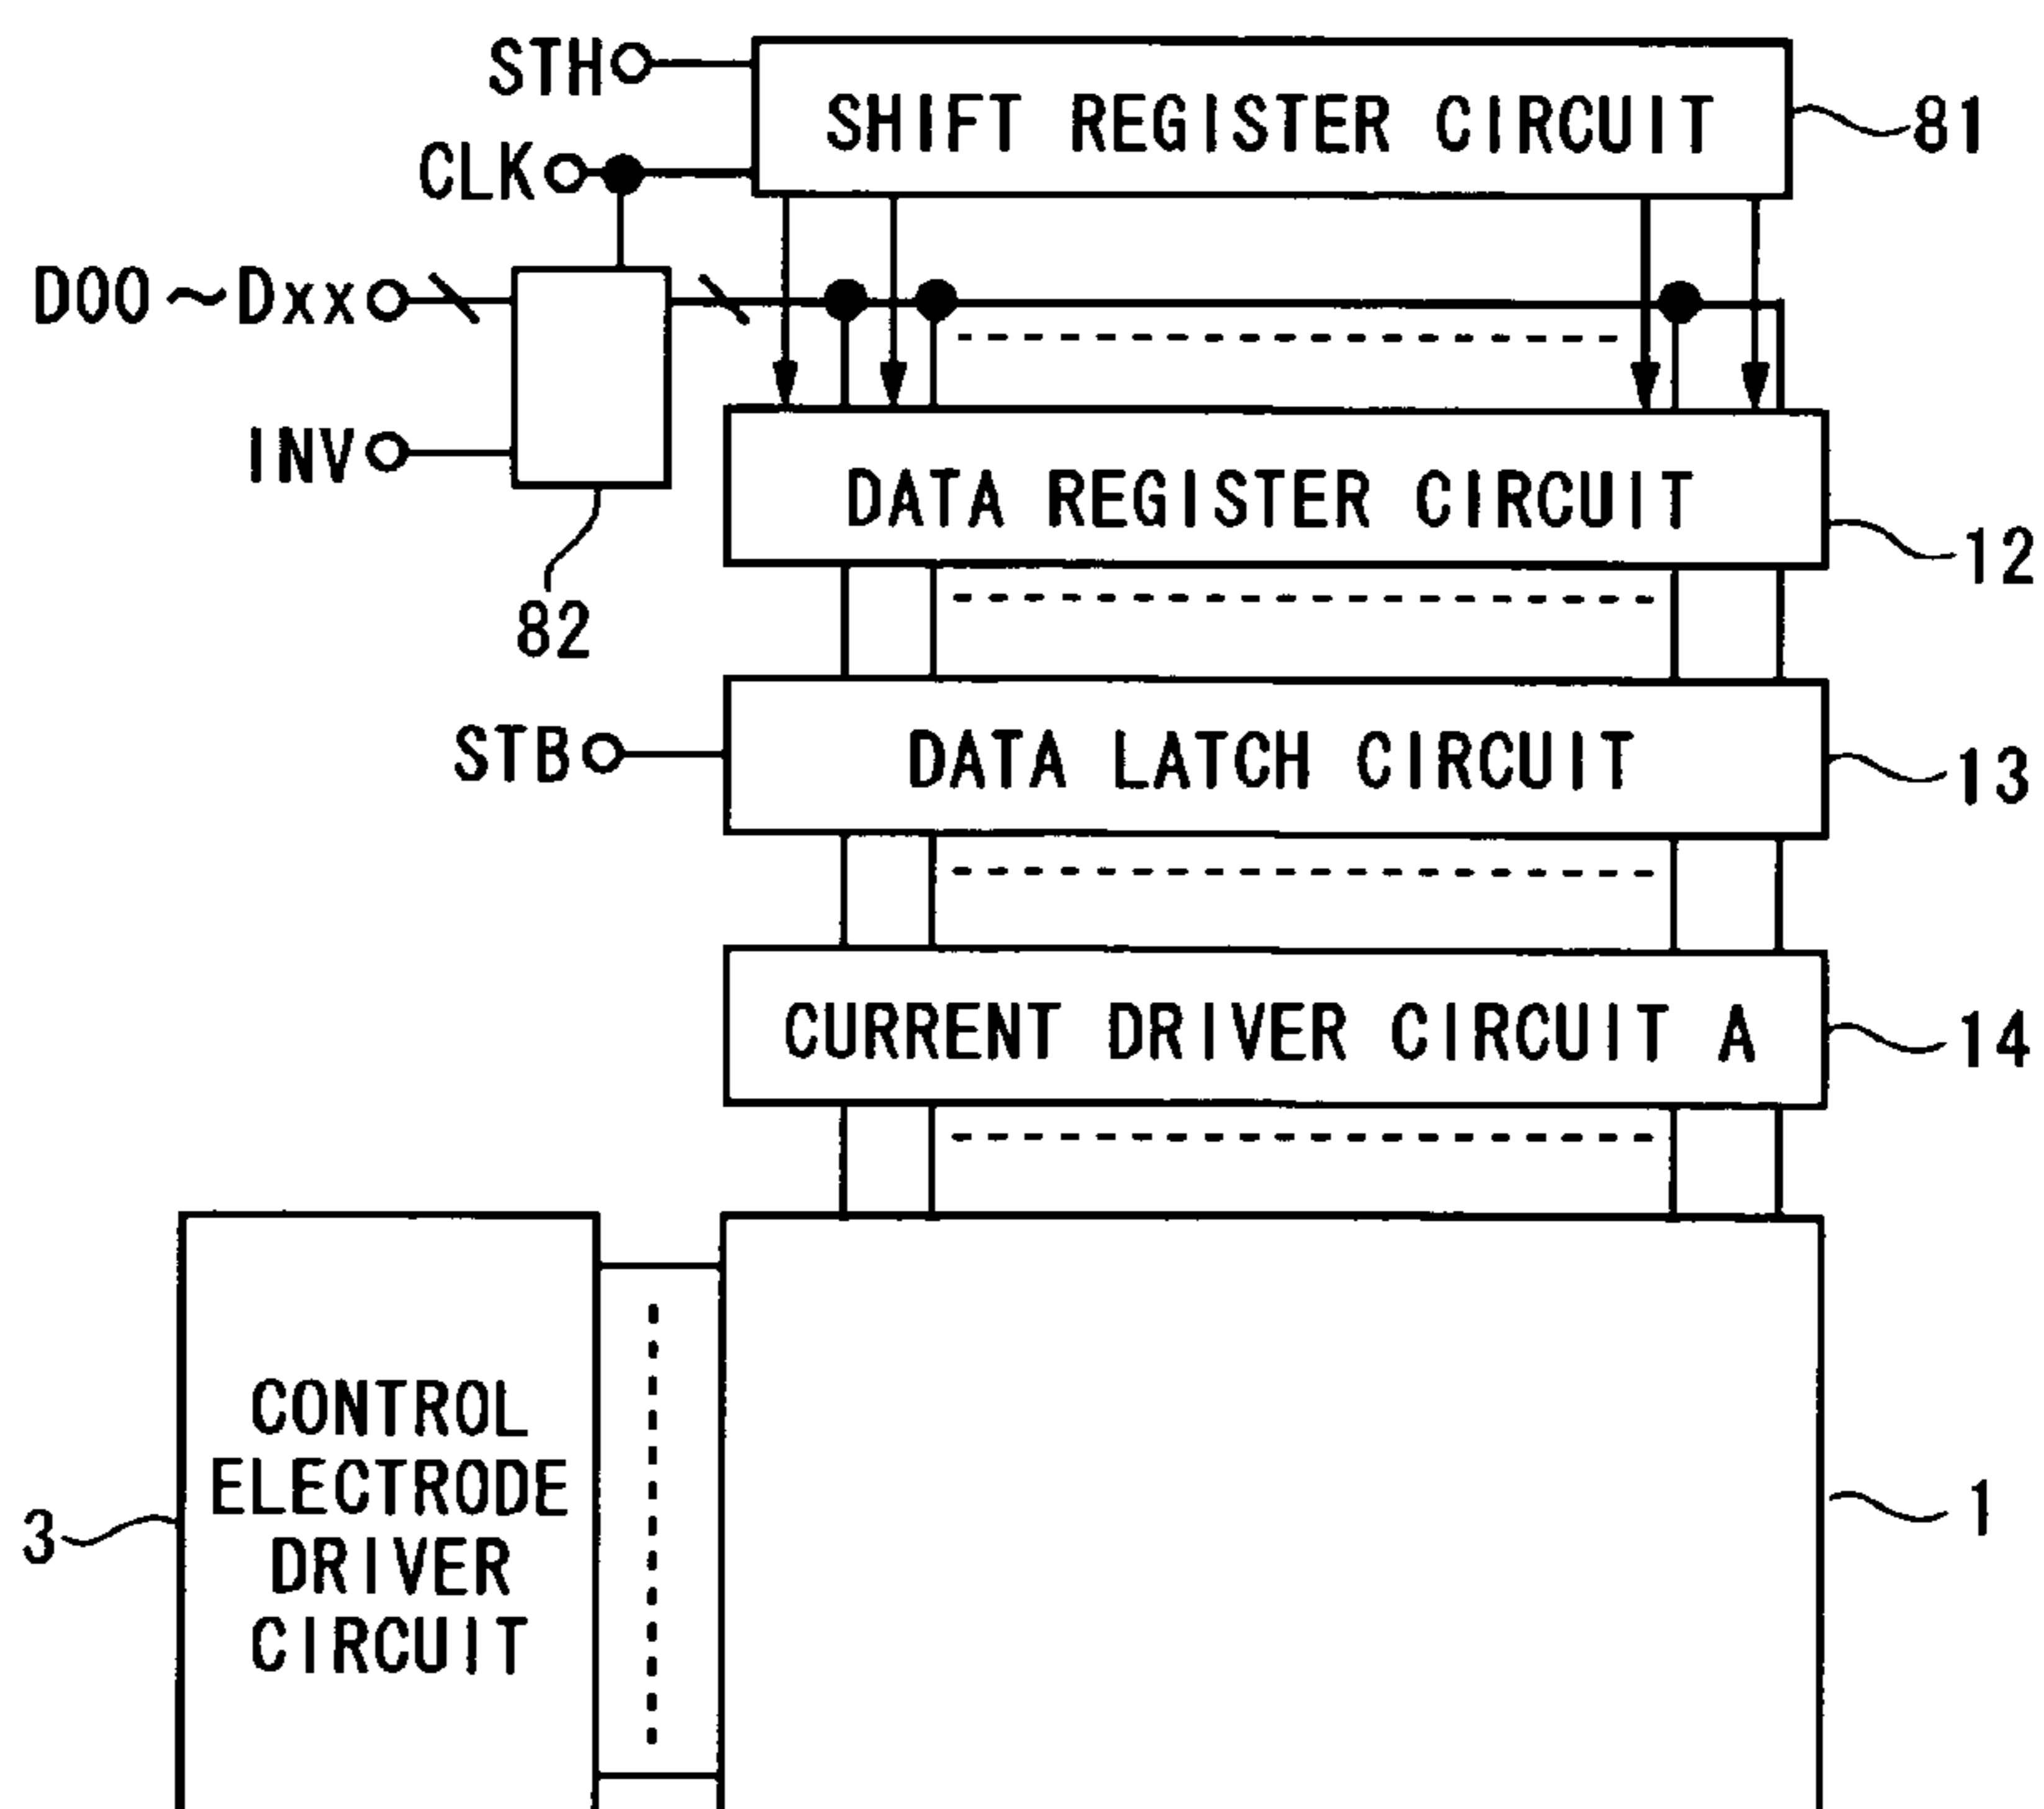 STH
SHIFT REGISTER CIRCUIT
81
CLK
D00~Dxx
INV
DATA REGISTER CIRCUIT
12
82
STB
DATA LATCH CIRCUIT
13
CURRENT DRIVER CIRCUIT A
14
CONTROL
ELECTRODE
DRIVER
CIRCUIT
3
1